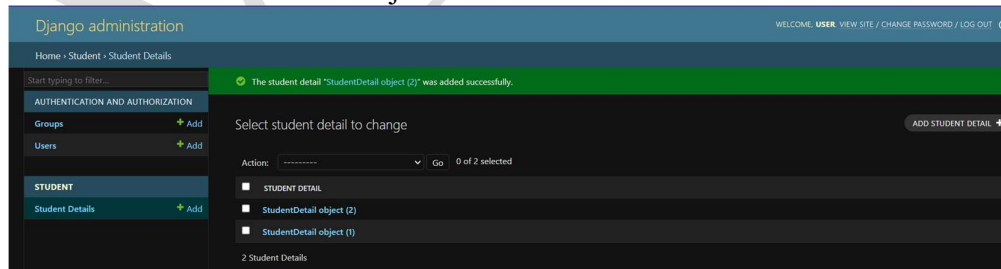 Django administration
WELCOME, USER. VIEW SITE / CHANGE PASSWORD / LOG OUT
Home › Student › Student Details
Start typing to filter...
The student detail "StudentDetail object (2)" was added successfully.
AUTHENTICATION AND AUTHORIZATION
Groups + Add
Users + Add
Select student detail to change
ADD STUDENT DETAIL +
Action: --------- Go 0 of 2 selected
STUDENT
STUDENT DETAIL
Student Details + Add
StudentDetail object (2)
StudentDetail object (1)
2 Student Details